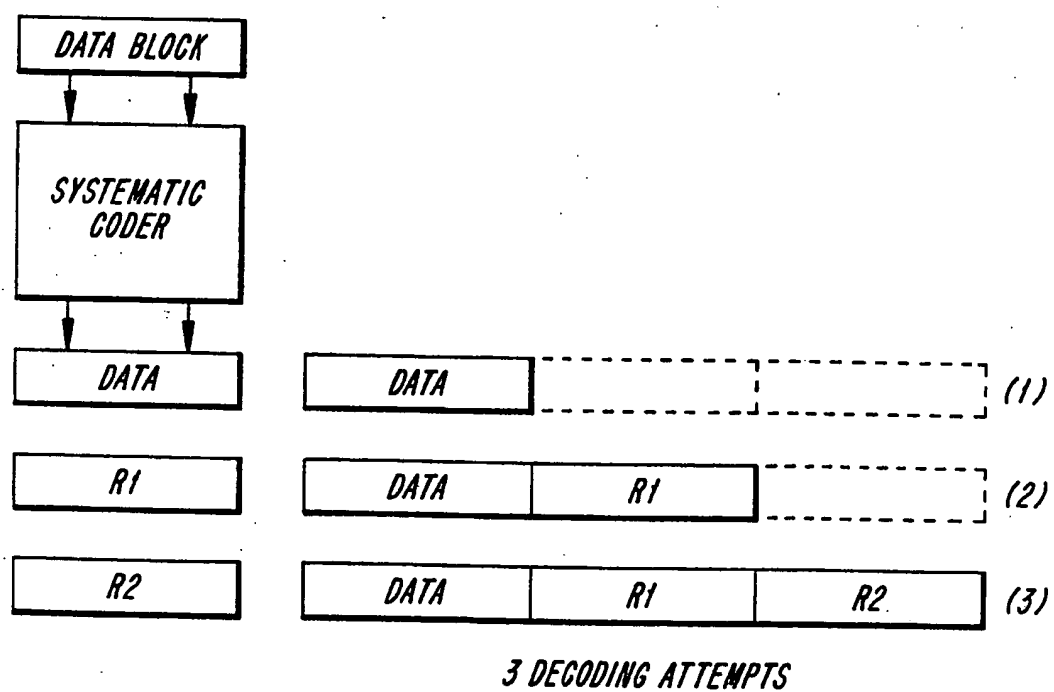 DATA BLOCK
SYSTEMATIC
CODER
DATA
DATA
(1)
R1
DATA R1
(2)
R2
DATA R1 R2
(3)
3 DECODING ATTEMPTS